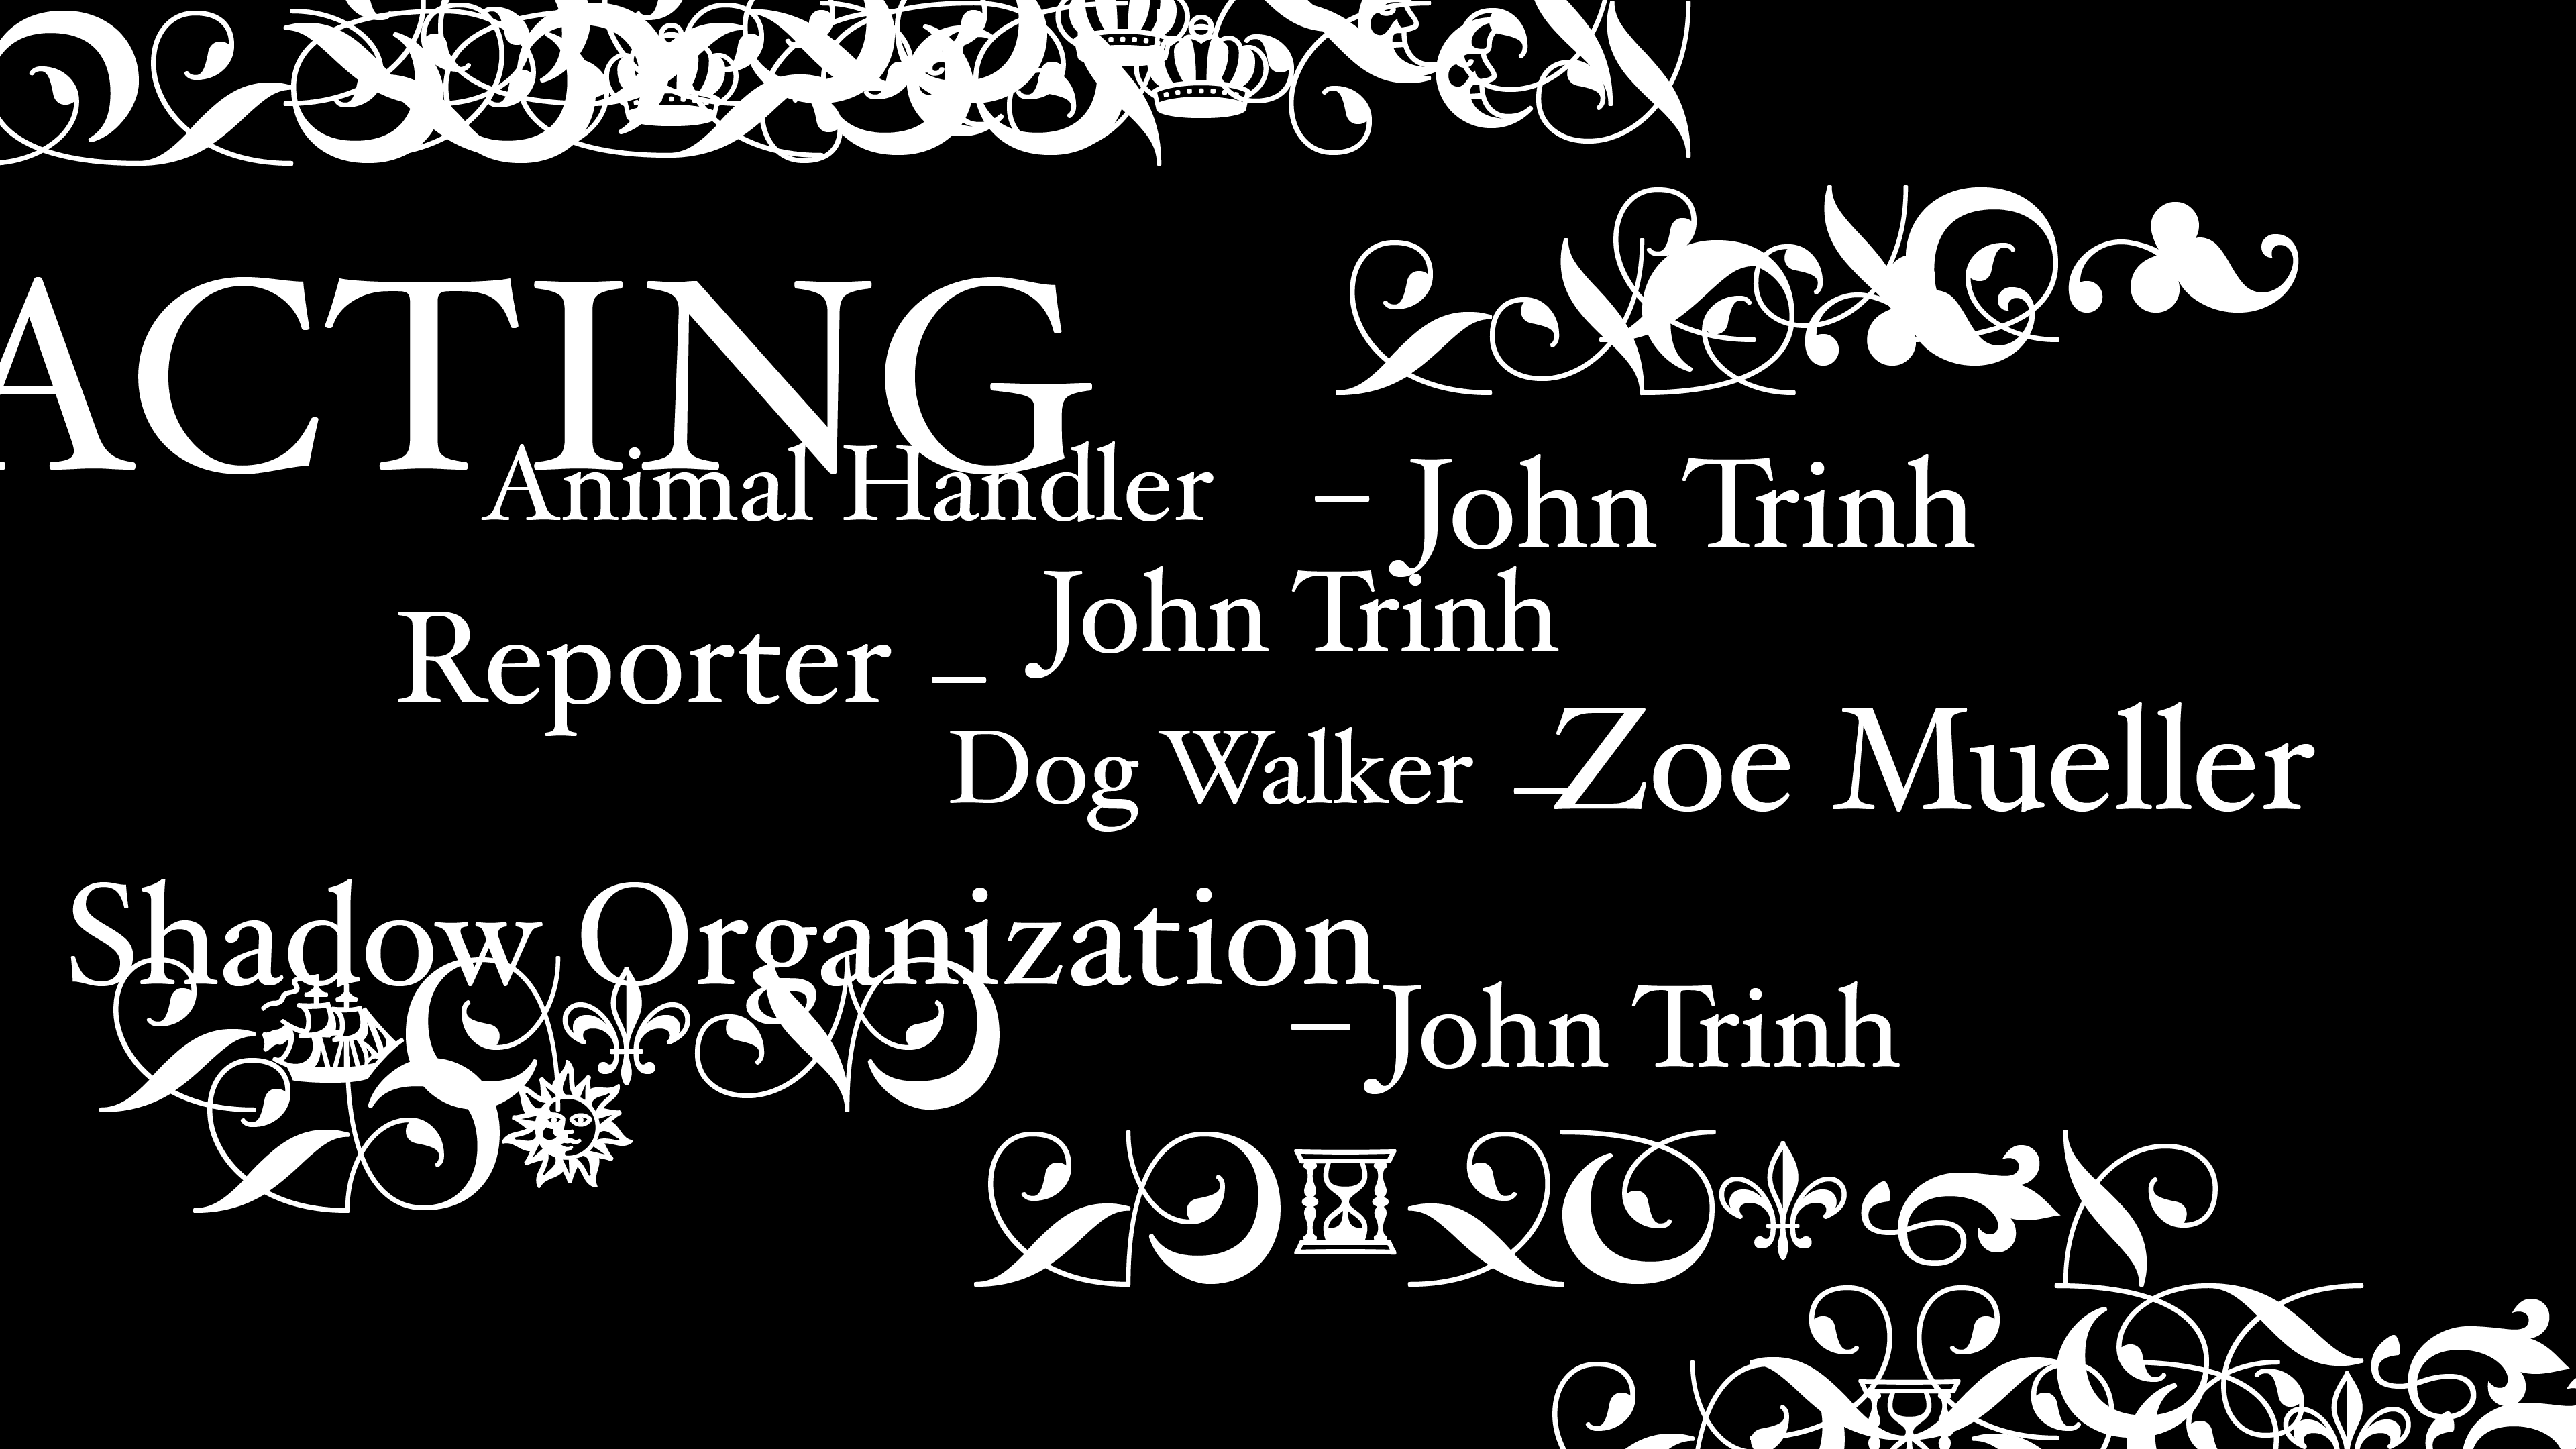 ACTING
Animal Handler – John Trinh
Reporter – John Trinh
Dog Walker – Zoe Mueller
Shadow Organization – John Trinh